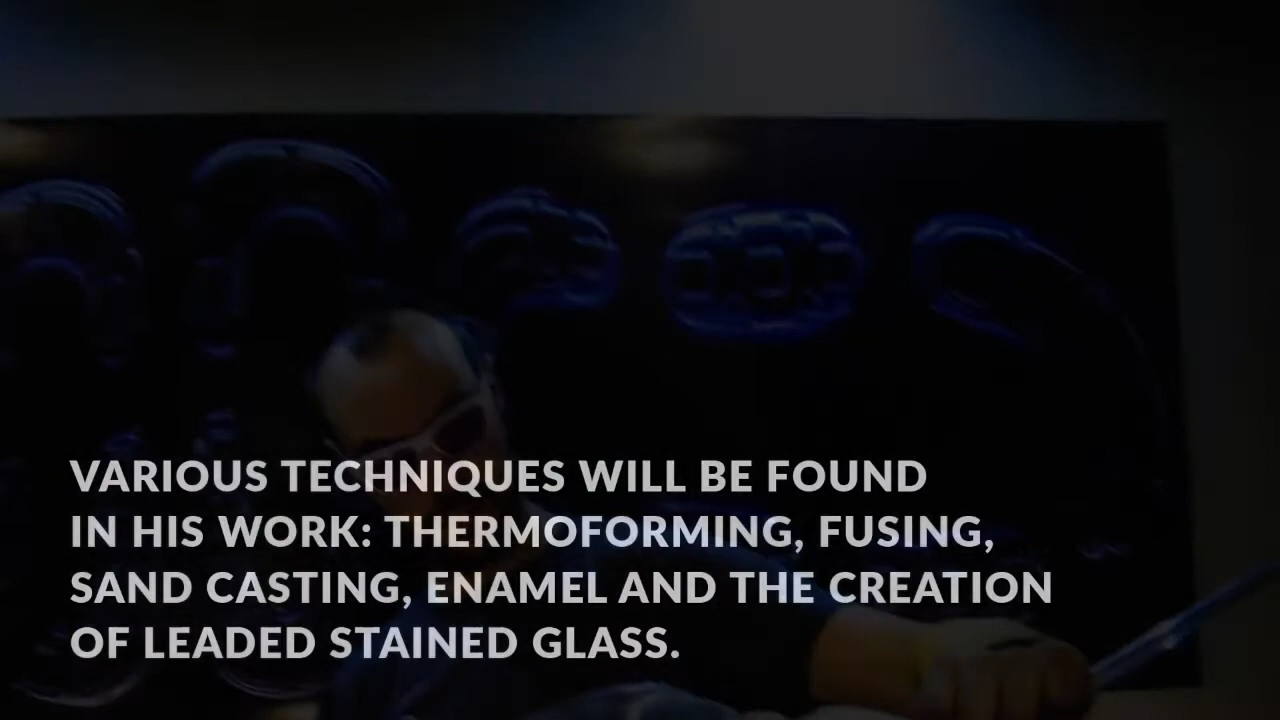 VARIOUS TECHNIQUES WILL BE FOUND
IN HIS WORK: THERMOFORMING, FUSING,
SAND CASTING, ENAMEL AND THE CREATION
OF LEADED STAINED GLASS.